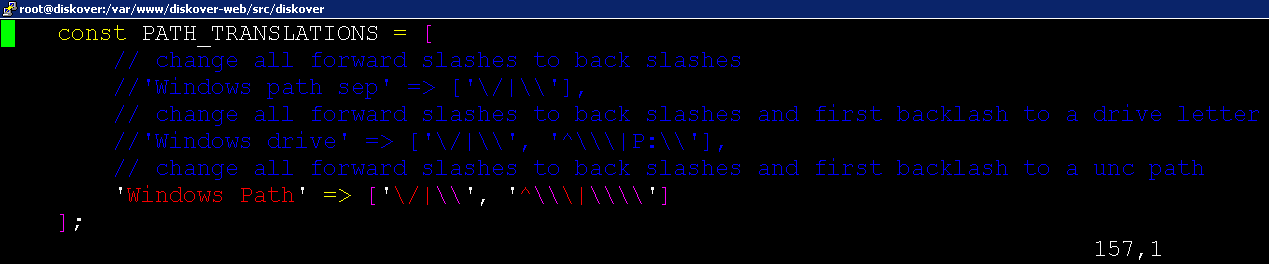 root@diskover:/var/www/diskover-web/src/diskover
const PATH_TRANSLATIONS = [
// change all forward slashes to back slashes
//'Windows path sep' => ['\/|\\'],
// change all forward slashes to back slashes and first backlash to a drive letter
//'Windows drive' => ['\/|\\', '^\\\|P:\\'],
// change all forward slashes to back slashes and first backlash to a unc path
'Windows Path' => ['\/|\\', '^\\\|\\\\']
];
157,1